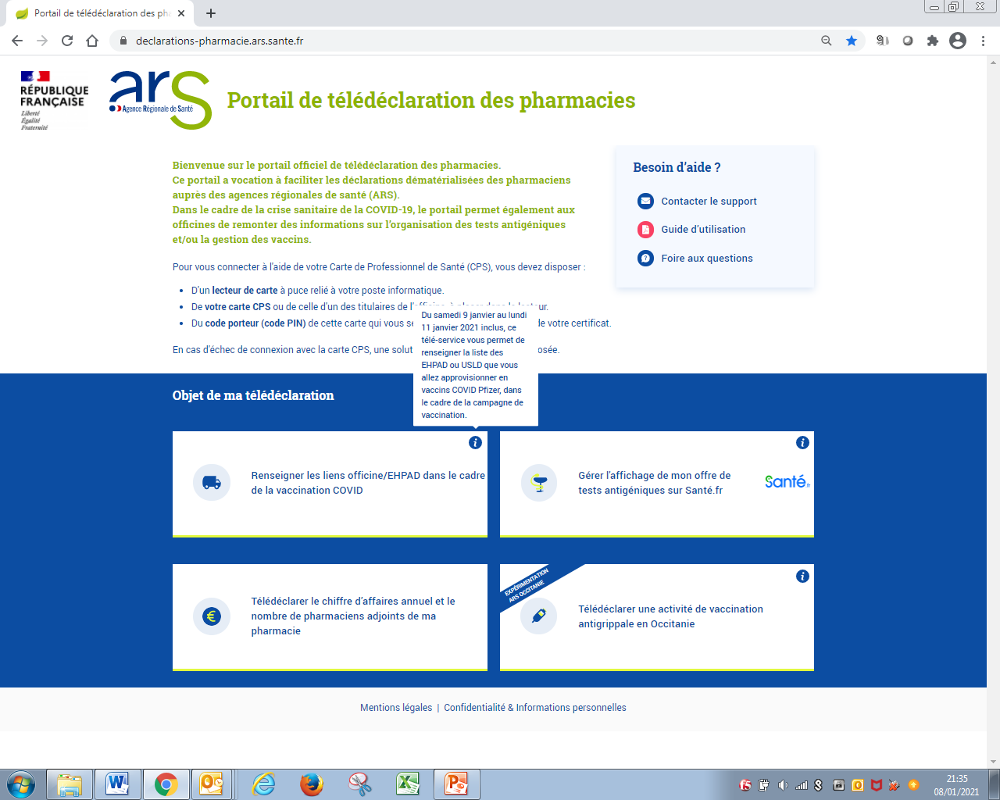 Portail de télédéclaration des pha
declarations-pharmacie.ars.sante.fr
RÉPUBLIQUE
FRANÇAISE
Liberté
Égalité
Fraternité
ars
Agence Régionale de Santé
Portail de télédéclaration des pharmacies
Bienvenue sur le portail officiel de télédéclaration des pharmacies.
Ce portail a vocation à faciliter les déclarations dématérialisées des pharmaciens
auprès des agences régionales de santé (ARS).
Dans le cadre de la crise sanitaire de la COVID-19, le portail permet également aux
officines de remonter des informations sur l'organisation des tests antigéniques
et/ou la gestion des vaccins.
Besoin d'aide ?
Contacter le support
Guide d'utilisation
Foire aux questions
Pour vous connecter à l'aide de votre Carte de Professionnel de Santé (CPS), vous devez disposer :
• D'un lecteur de carte à puce relié à votre poste informatique.
• De votre carte CPS ou de celle d'un des titulaires de
• Du code porteur (code PIN) de cette carte qui vous se de votre certificat.
En cas d'échec de connexion avec la carte CPS, une solut osée.
Du samedi 9 janvier au lundi
11 janvier 2021 inclus, ce
télé-service vous permet de
renseigner la liste des
EHPAD ou USLD que vous
allez approvisionner en
vaccins COVID Pfizer, dans
le cadre de la campagne de
vaccination.
Objet de ma télédéclaration
Renseigner les liens officine/EHPAD dans le cadre
de la vaccination COVID
Gérer l'affichage de mon offre de
tests antigéniques sur Santé.fr
Santé.fr
Télédéclarer le chiffre d'affaires annuel et le
nombre de pharmaciens adjoints de ma
pharmacie
EXPÉRIMENTATION
ARS OCCITANIE
Télédéclarer une activité de vaccination
antigrippale en Occitanie
Mentions légales | Confidentialité & Informations personnelles
21:35
08/01/2021